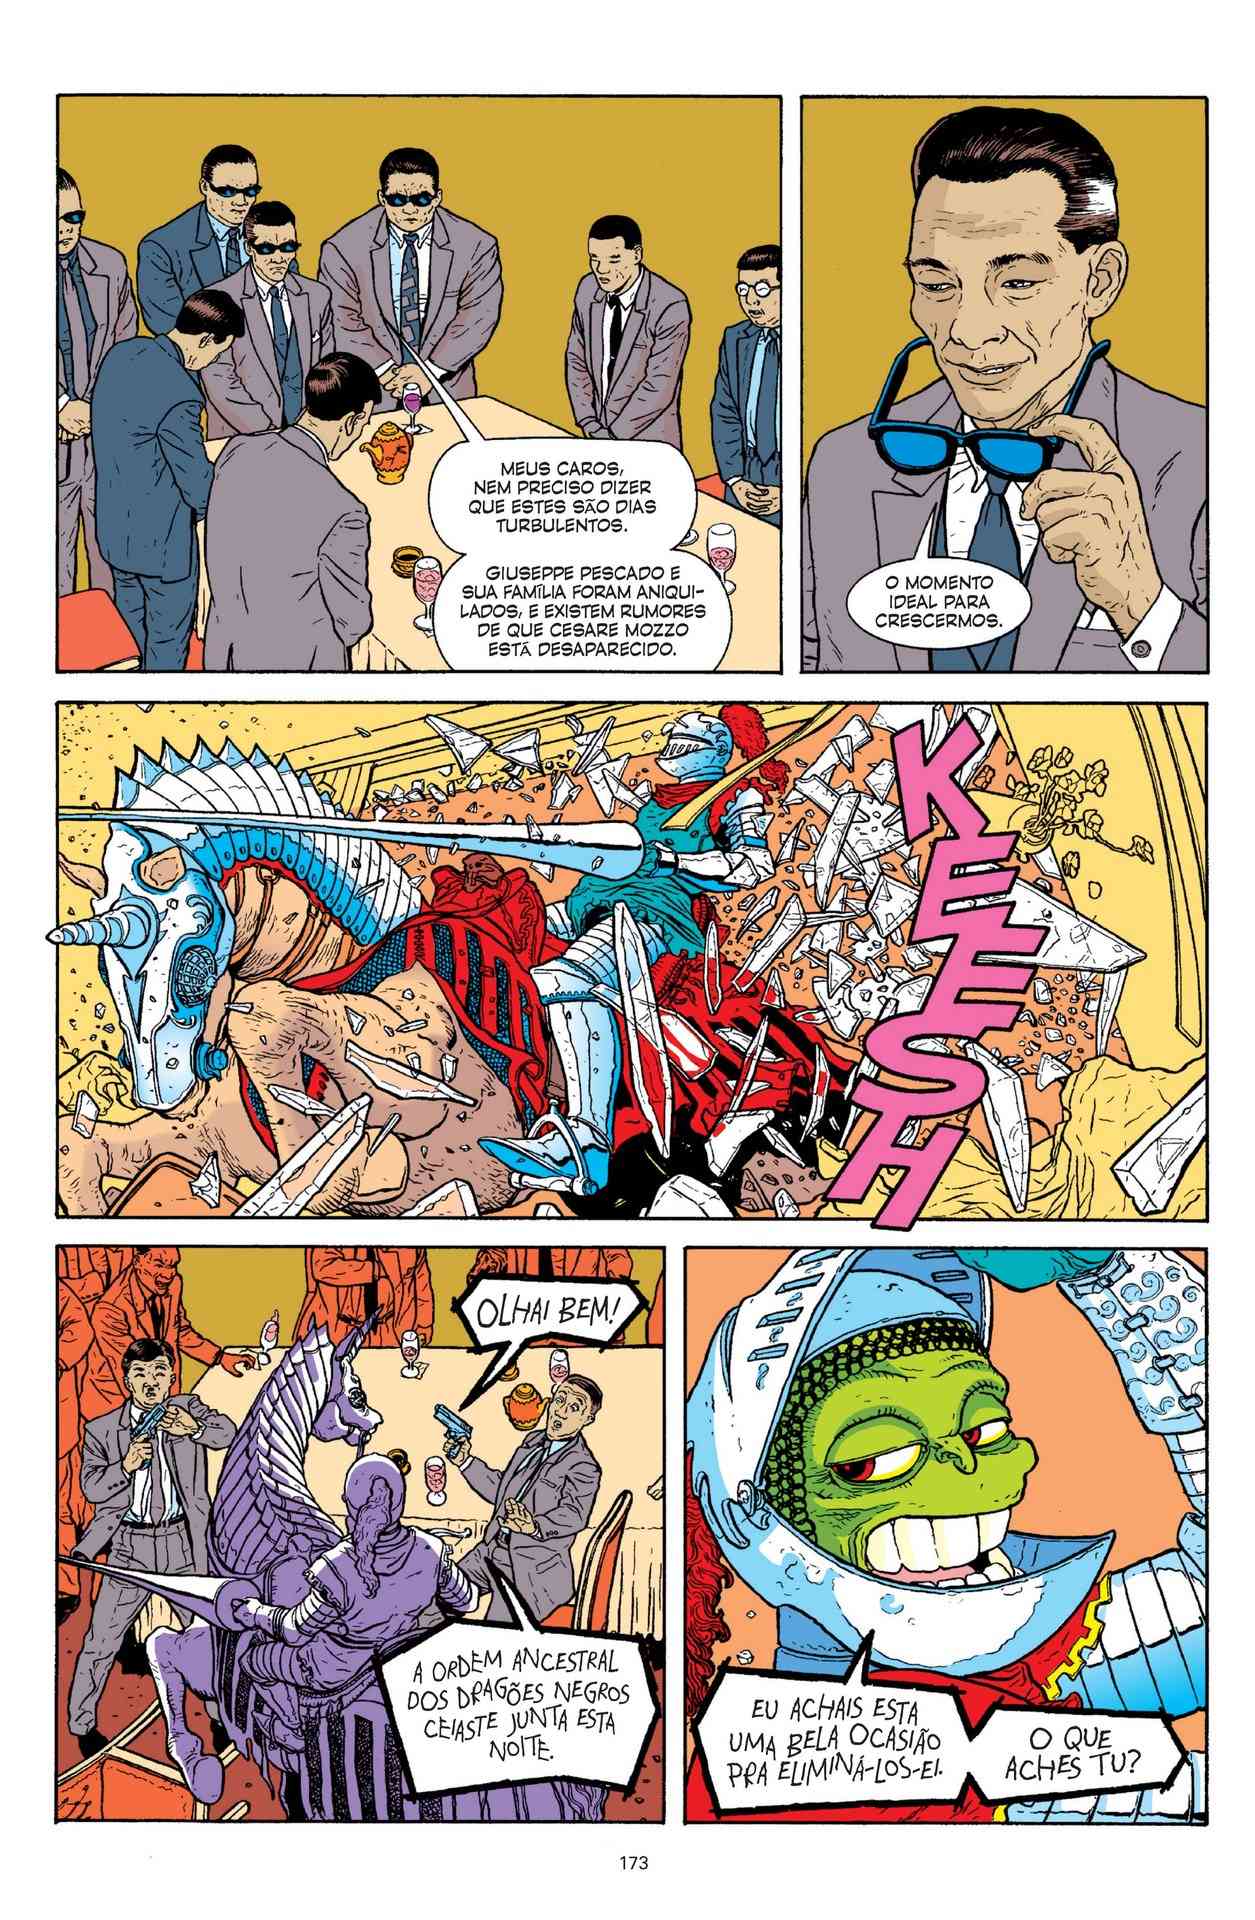 MEUS CAROS,
NEM PRECISO DIZER
QUE ESTES SÃO DIAS
TURBULENTOS.
GIUSEPPE PESCADO E
SUA FAMÍLIA FORAM ANIQUI-
LADOS, E EXISTEM RUMORES
DE QUE CESARE MOZZO
ESTÁ DESAPARECIDO.
O MOMENTO
IDEAL PARA
CRESCERMOS.
KEESH
OLHAI BEM!
A ORDEM ANCESTRAL
DOS DRAGÕES NEGROS
CEIASTE JUNTA ESTA
NOITE.
EU ACHAIS ESTA
UMA BELA OCASIÃO
PRA ELIMINÁ-LOS-EI.
O QUE
ACHES TU?
173